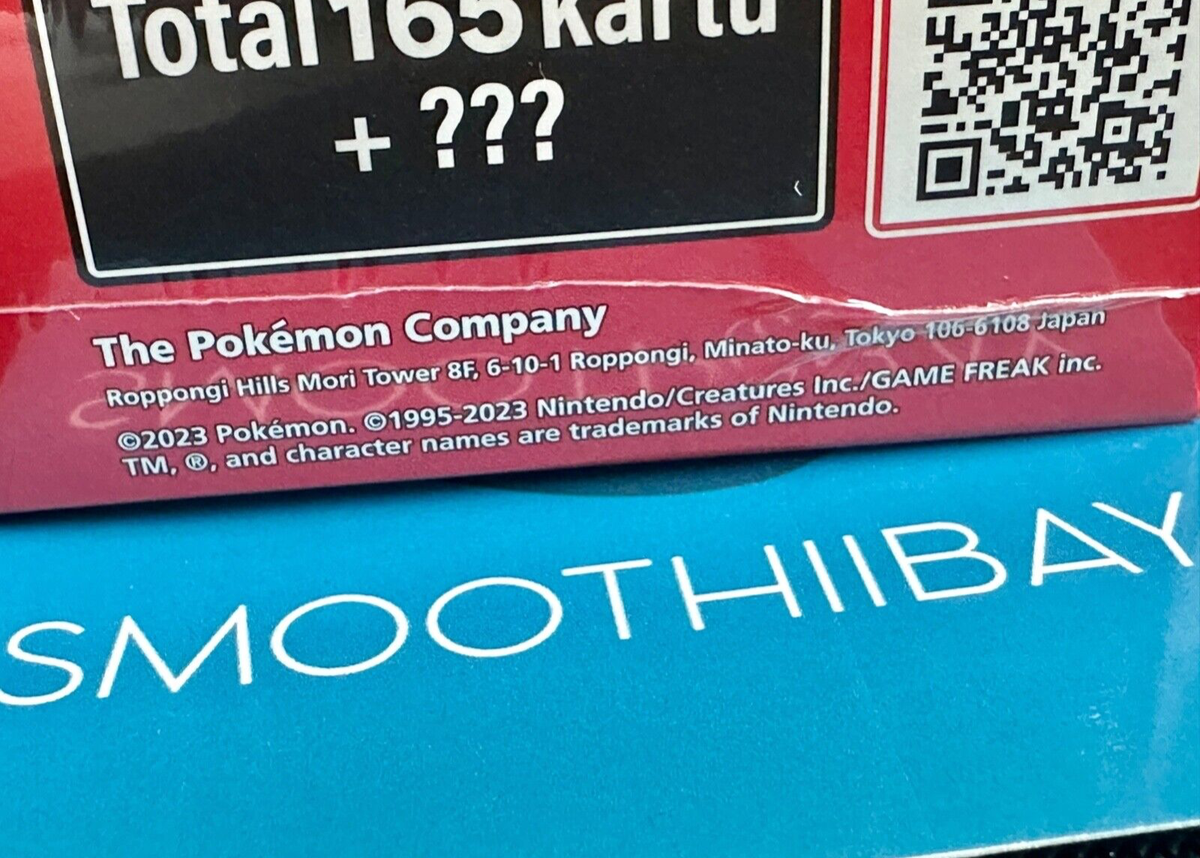 Total 165 kartu
+ ???
The Pokémon Company
Roppongi Hills Mori Tower 8F, 6-10-1 Roppongi, Minato-ku, Tokyo 106-6108 Japan
©2023 Pokémon. ©1995-2023 Nintendo/Creatures Inc./GAME FREAK inc.
TM, ®, and character names are trademarks of Nintendo.
SMOOTHIIBAY